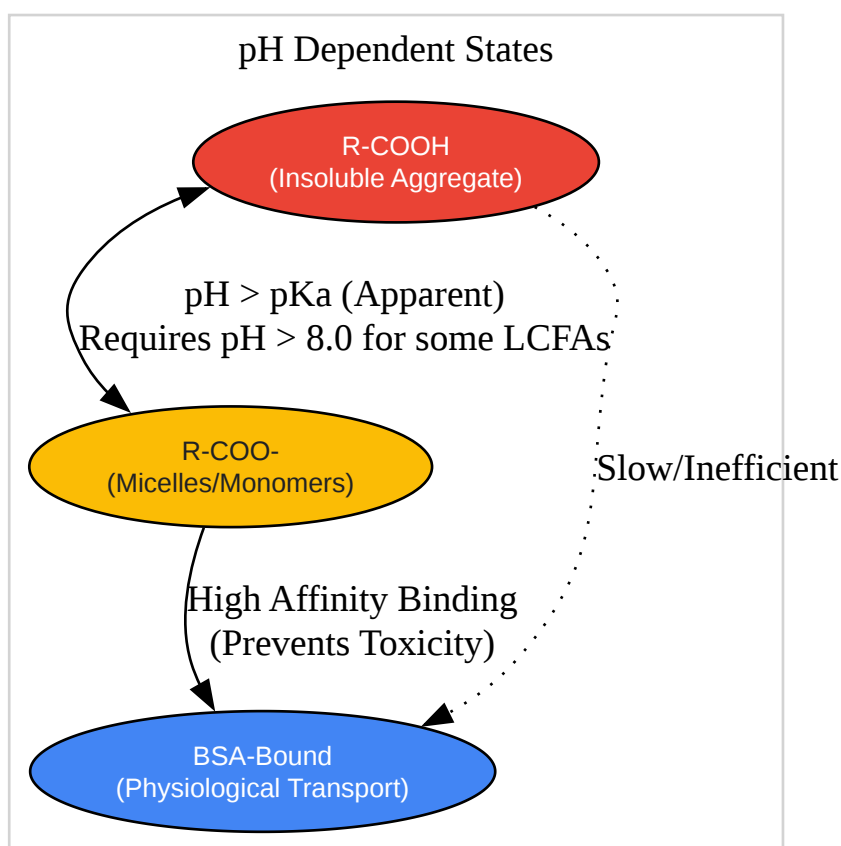 pH Dependent States
R-COOH
(Insoluble Aggregate)
pH > pKa (Apparent)
Requires pH > 8.0 for some LCFAs
R-COO-
(Micelles/Monomers)
Slow/Inefficient
High Affinity Binding
(Prevents Toxicity)
BSA-Bound
(Physiological Transport)